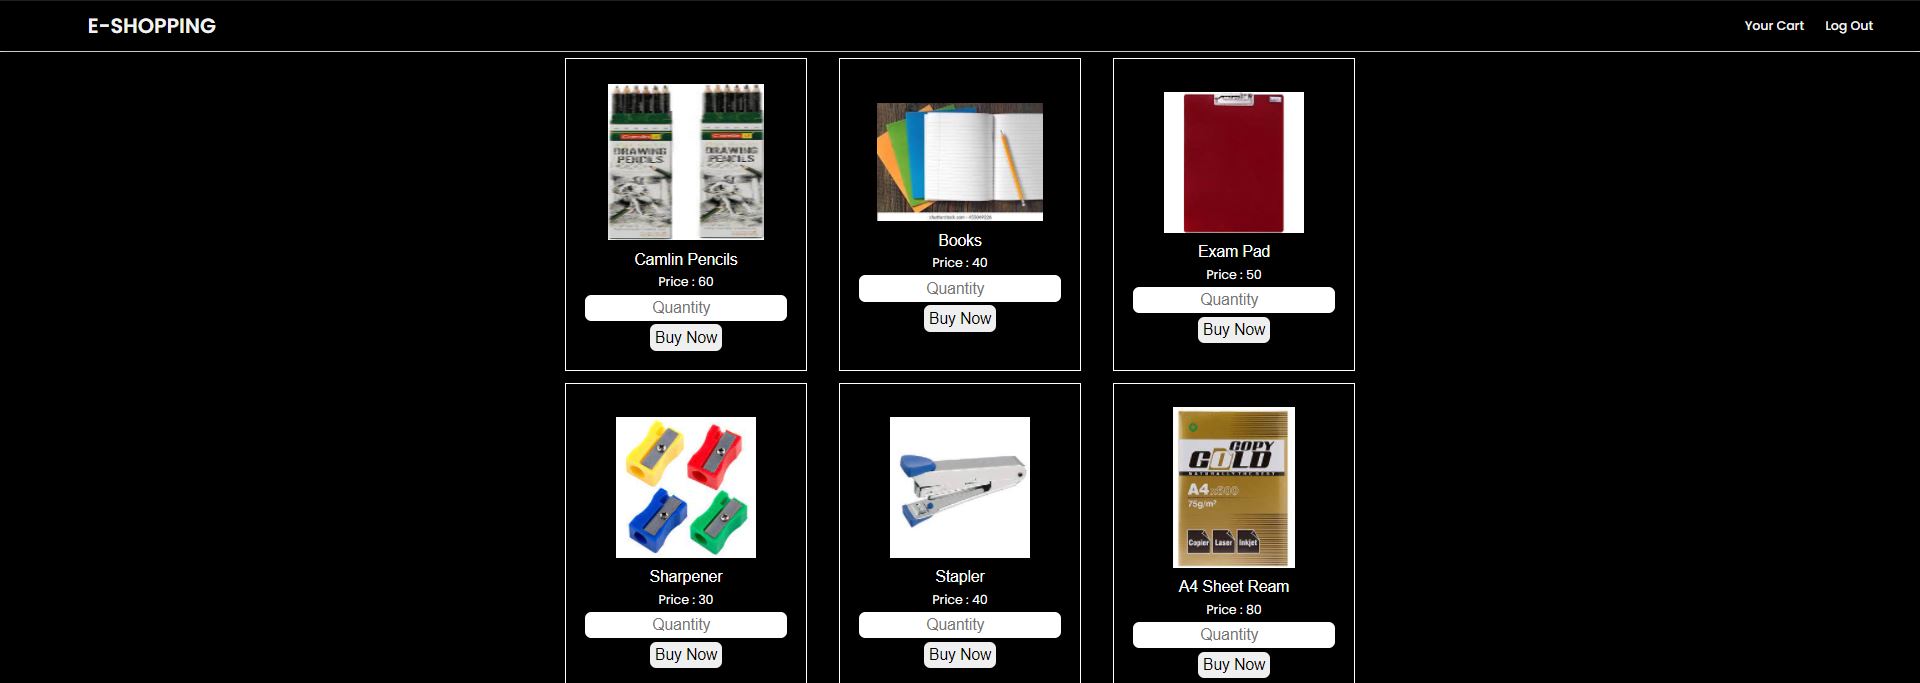 E-SHOPPING
Your Cart
Log Out
DRAWING
PENCILS
DRAWING
PENCILS
Camlin Pencils
Price : 60
Quantity
Buy Now
Books
Price : 40
Quantity
Buy Now
Exam Pad
Price : 50
Quantity
Buy Now
Sharpener
Price : 30
Quantity
Buy Now
Stapler
Price : 40
Quantity
Buy Now
COPY
GOLD
A4x500
75g/m²
Copier Laser Inkjet
A4 Sheet Ream
Price : 80
Quantity
Buy Now